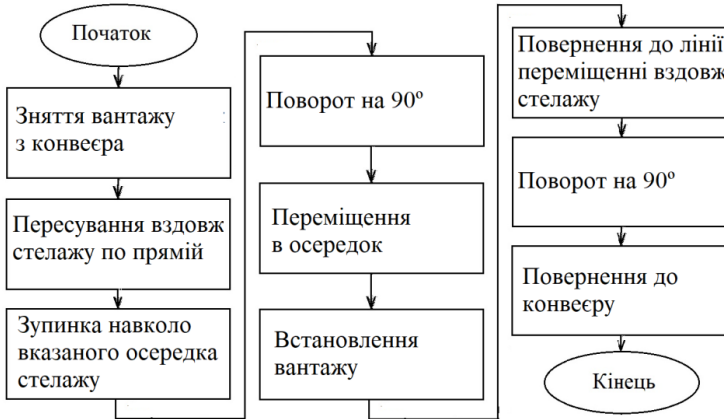 Початок
Зняття вантажу
з конвеєра
Пересування вздовж
стелажу по прямій
Зупинка навколо
вказаного осередка
стелажу
Поворот на 90º
Переміщення
в осередок
Встановлення
вантажу
Повернення до лінії
переміщенні вздовж
стелажу
Поворот на 90º
Повернення до
конвеєру
Кінець